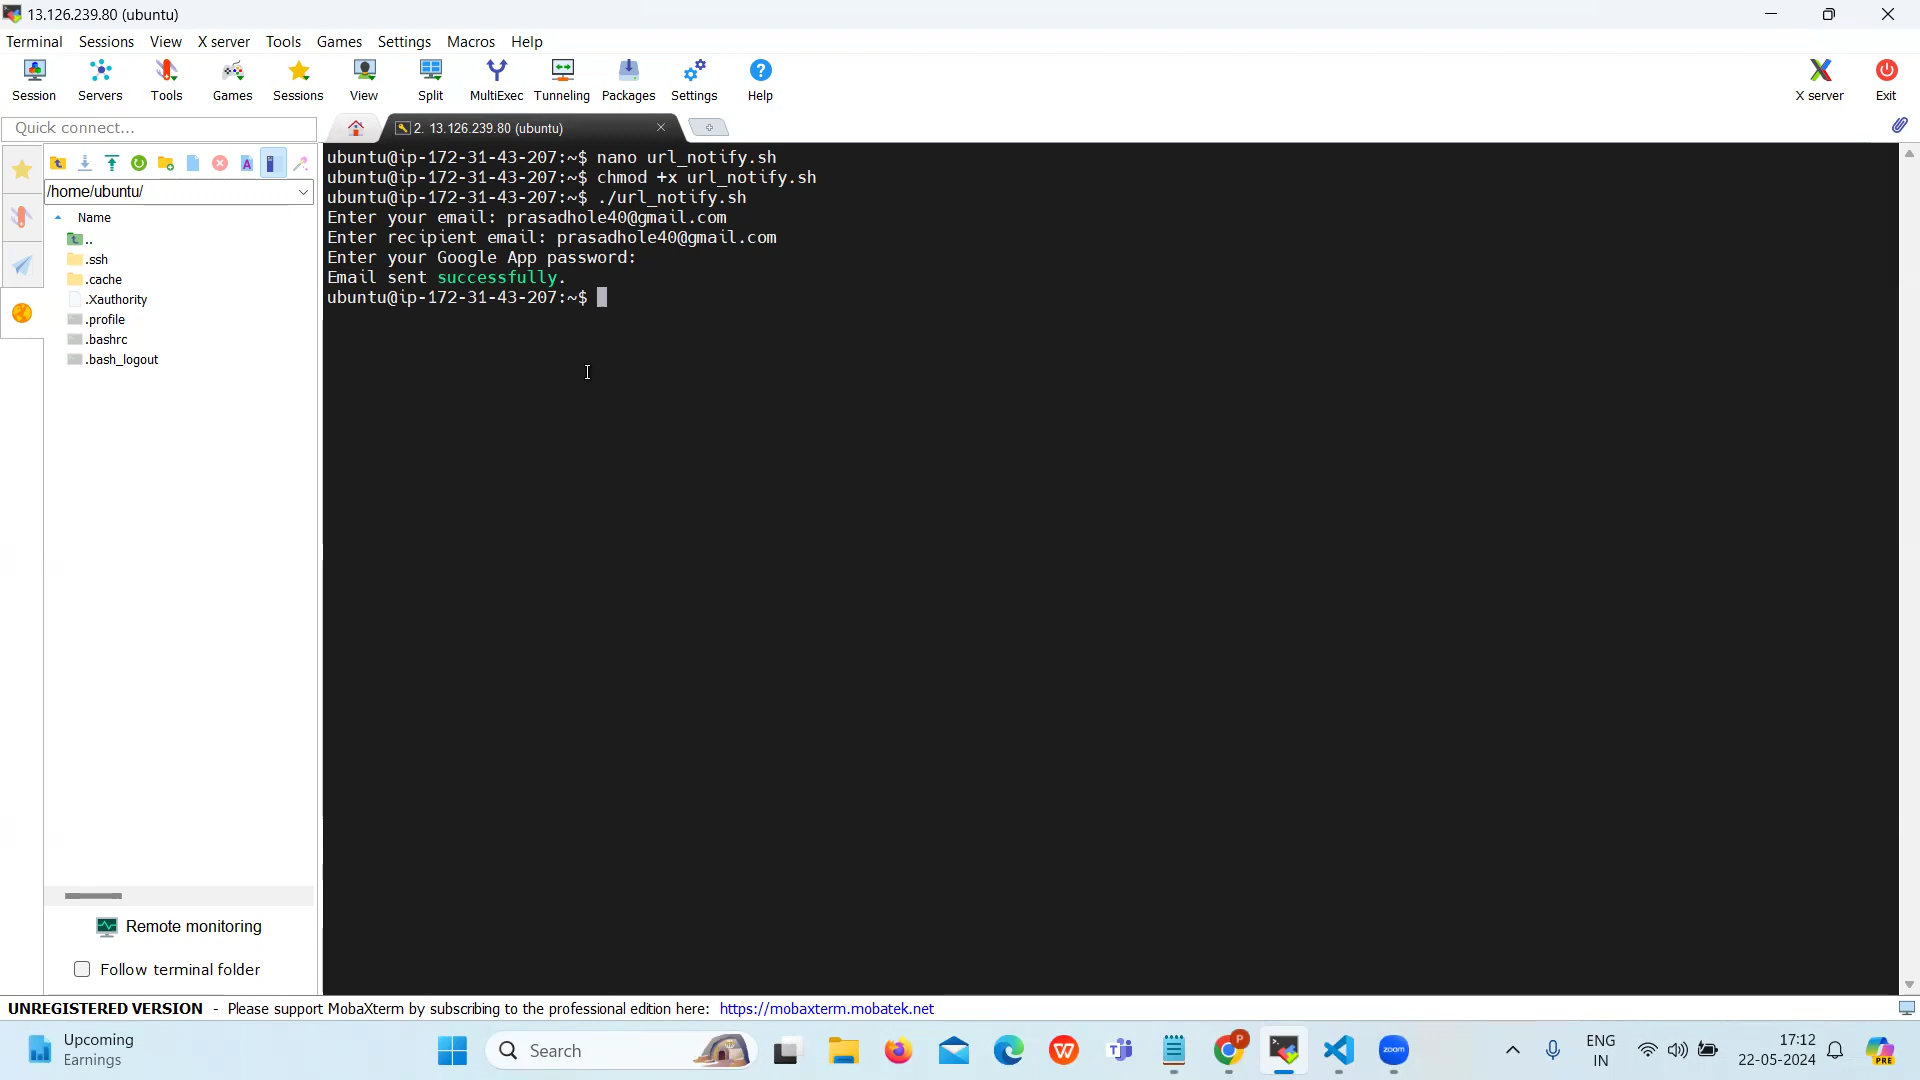 13.126.239.80 (ubuntu)
Terminal Sessions View X server Tools Games Settings Macros Help
Session Servers Tools Games Sessions View Split MultiExec Tunneling Packages Settings Help X server Exit
Quick connect...
2. 13.126.239.80 (ubuntu)
/home/ubuntu/
Name
..
.ssh
.cache
.Xauthority
.profile
.bashrc
.bash_logout
ubuntu@ip-172-31-43-207:~$ nano url_notify.sh
ubuntu@ip-172-31-43-207:~$ chmod +x url_notify.sh
ubuntu@ip-172-31-43-207:~$ ./url_notify.sh
Enter your email: prasadhole40@gmail.com
Enter recipient email: prasadhole40@gmail.com
Enter your Google App password:
Email sent successfully.
ubuntu@ip-172-31-43-207:~$
Remote monitoring
Follow terminal folder
UNREGISTERED VERSION - Please support MobaXterm by subscribing to the professional edition here: https://mobaxterm.mobatek.net
Upcoming
Earnings
Search
zoom
ENG
IN
17:12
22-05-2024
PRE